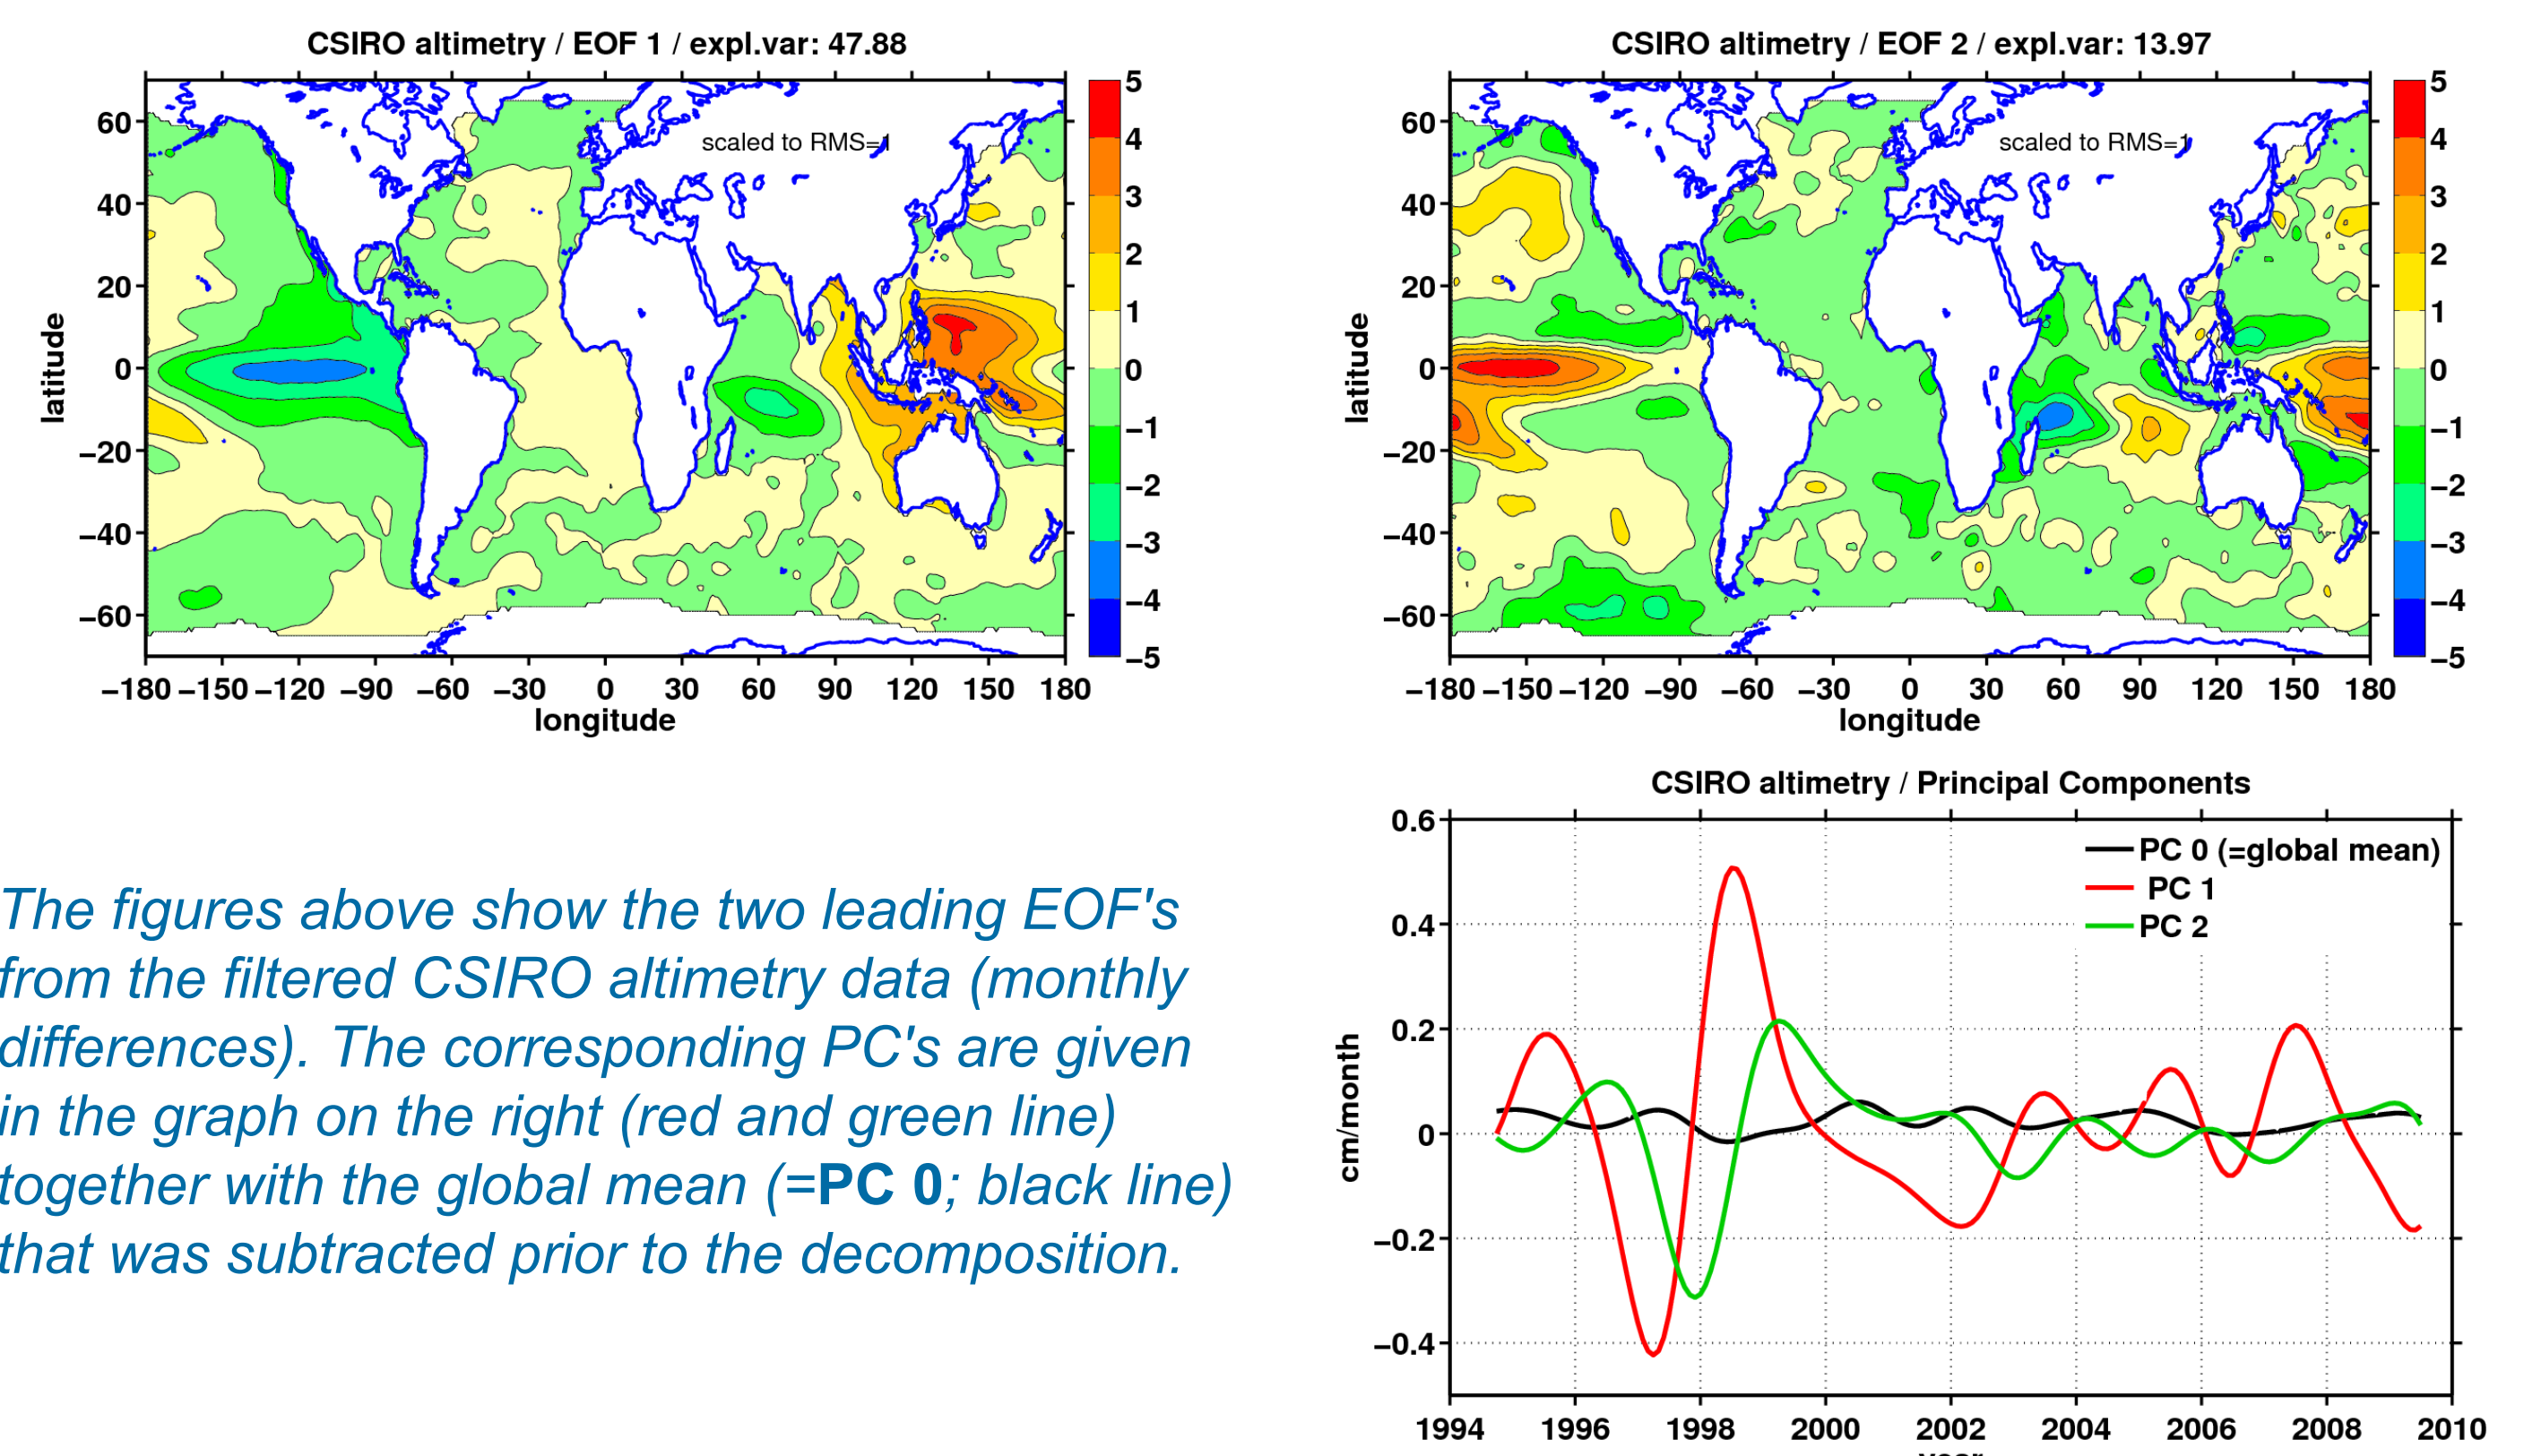 CSIRO altimetry / EOF 1 / expl.var: 47.88
scaled to RMS=1
latitude
60
40
20
0
−20
−40
−60
−180 −150 −120 −90 −60 −30 0 30 60 90 120 150 180
longitude
5
4
3
2
1
0
−1
−2
−3
−4
−5
CSIRO altimetry / EOF 2 / expl.var: 13.97
scaled to RMS=1
latitude
60
40
20
0
−20
−40
−60
−180 −150 −120 −90 −60 −30 0 30 60 90 120 150 180
longitude
5
4
3
2
1
0
−1
−2
−3
−4
−5
The figures above show the two leading EOF's
from the filtered CSIRO altimetry data (monthly
differences). The corresponding PC's are given
in the graph on the right (red and green line)
together with the global mean (=PC 0; black line)
that was subtracted prior to the decomposition.
CSIRO altimetry / Principal Components
PC 0 (=global mean)
PC 1
PC 2
cm/month
0.6
0.4
0.2
0
−0.2
−0.4
1994 1996 1998 2000 2002 2004 2006 2008 2010